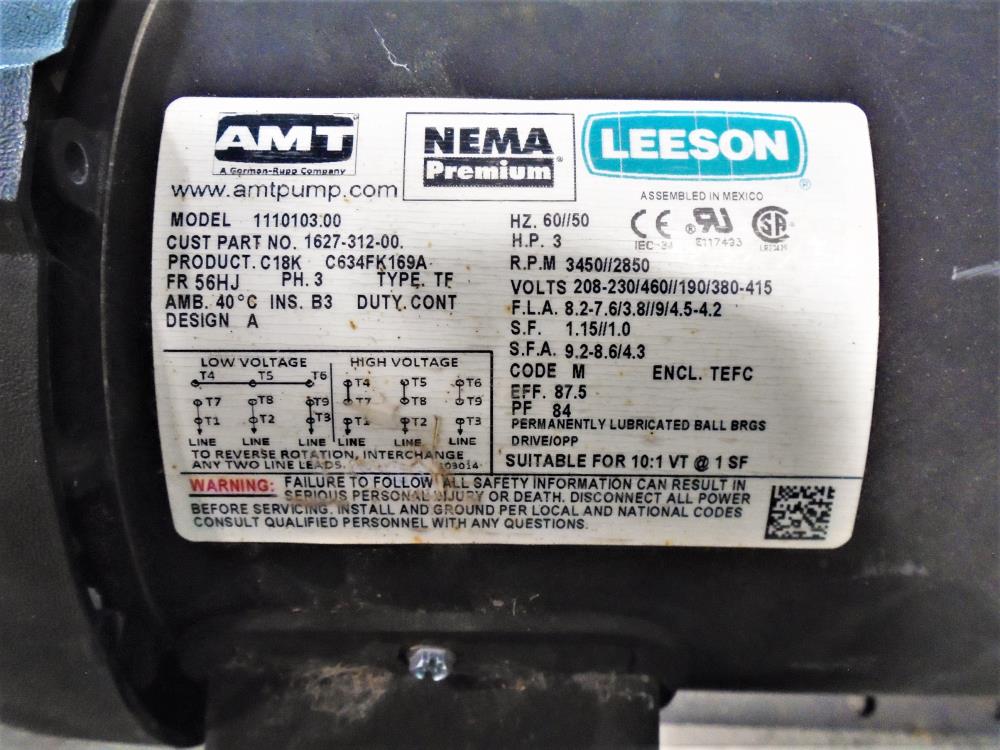 AMT
A Gorman-Rupp Company
www.amtpump.com
NEMA
Premium®
LEESON®
ASSEMBLED IN MEXICO
MODEL 1110103.00
CUST PART NO. 1627-312-00.
PRODUCT. C18K C634FK169A
FR 56HJ PH. 3 TYPE. TF
AMB. 40°C INS. B3 DUTY. CONT
DESIGN A
HZ. 60//50
H.P. 3
CE
IEC-34
E117493
SA
R.P.M 3450//2850
VOLTS 208-230/460//190/380-415
F.L.A. 8.2-7.6/3.8//9/4.5-4.2
S.F. 1.15//1.0
S.F.A. 9.2-8.6/4.3
CODE M ENCL. TEFC
EFF. 87.5
PF 84
PERMANENTLY LUBRICATED BALL BRGS
DRIVE/OPP
SUITABLE FOR 10:1 VT @ 1 SF
LOW VOLTAGE HIGH VOLTAGE
T4 T5 T6 T4 T5 T6
T7 T8 T9 T7 T8 T9
T1 T2 T3 T1 T2 T3
LINE LINE LINE LINE LINE LINE
TO REVERSE ROTATION, INTERCHANGE
ANY TWO LINE LEADS.
WARNING: FAILURE TO FOLLOW ALL SAFETY INFORMATION CAN RESULT IN
SERIOUS PERSONAL INJURY OR DEATH. DISCONNECT ALL POWER
BEFORE SERVICING. INSTALL AND GROUND PER LOCAL AND NATIONAL CODES
CONSULT QUALIFIED PERSONNEL WITH ANY QUESTIONS.